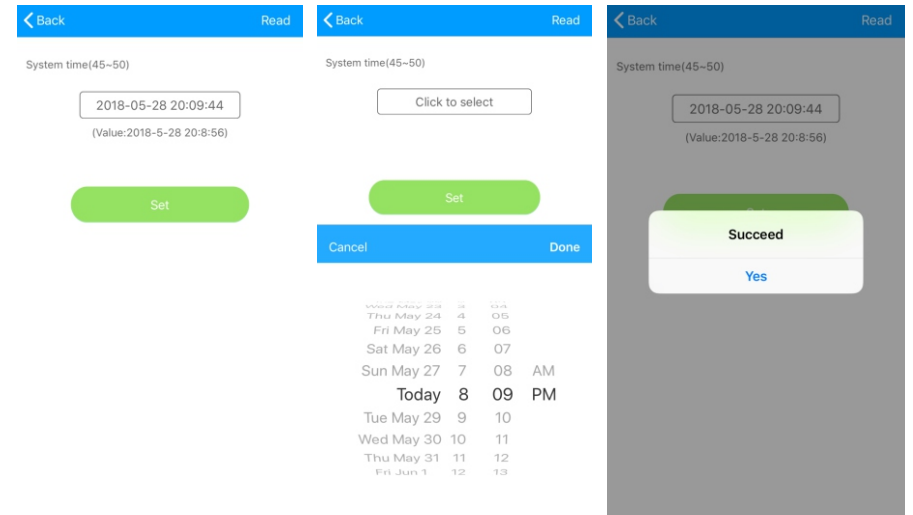 Back Read
System time(45~50)
2018-05-28 20:09:44
(Value:2018-5-28 20:8:56)
Set
Back Read
System time(45~50)
Click to select
Set
Cancel Done
Wed May 23 3 04
Thu May 24 4 05
Fri May 25 5 06
Sat May 26 6 07
Sun May 27 7 08 AM
Today 8 09 PM
Tue May 29 9 10
Wed May 30 10 11
Thu May 31 11 12
Fri Jun 1 12 13
Back Read
System time(45~50)
2018-05-28 20:09:44
(Value:2018-5-28 20:8:56)
Succeed
Yes